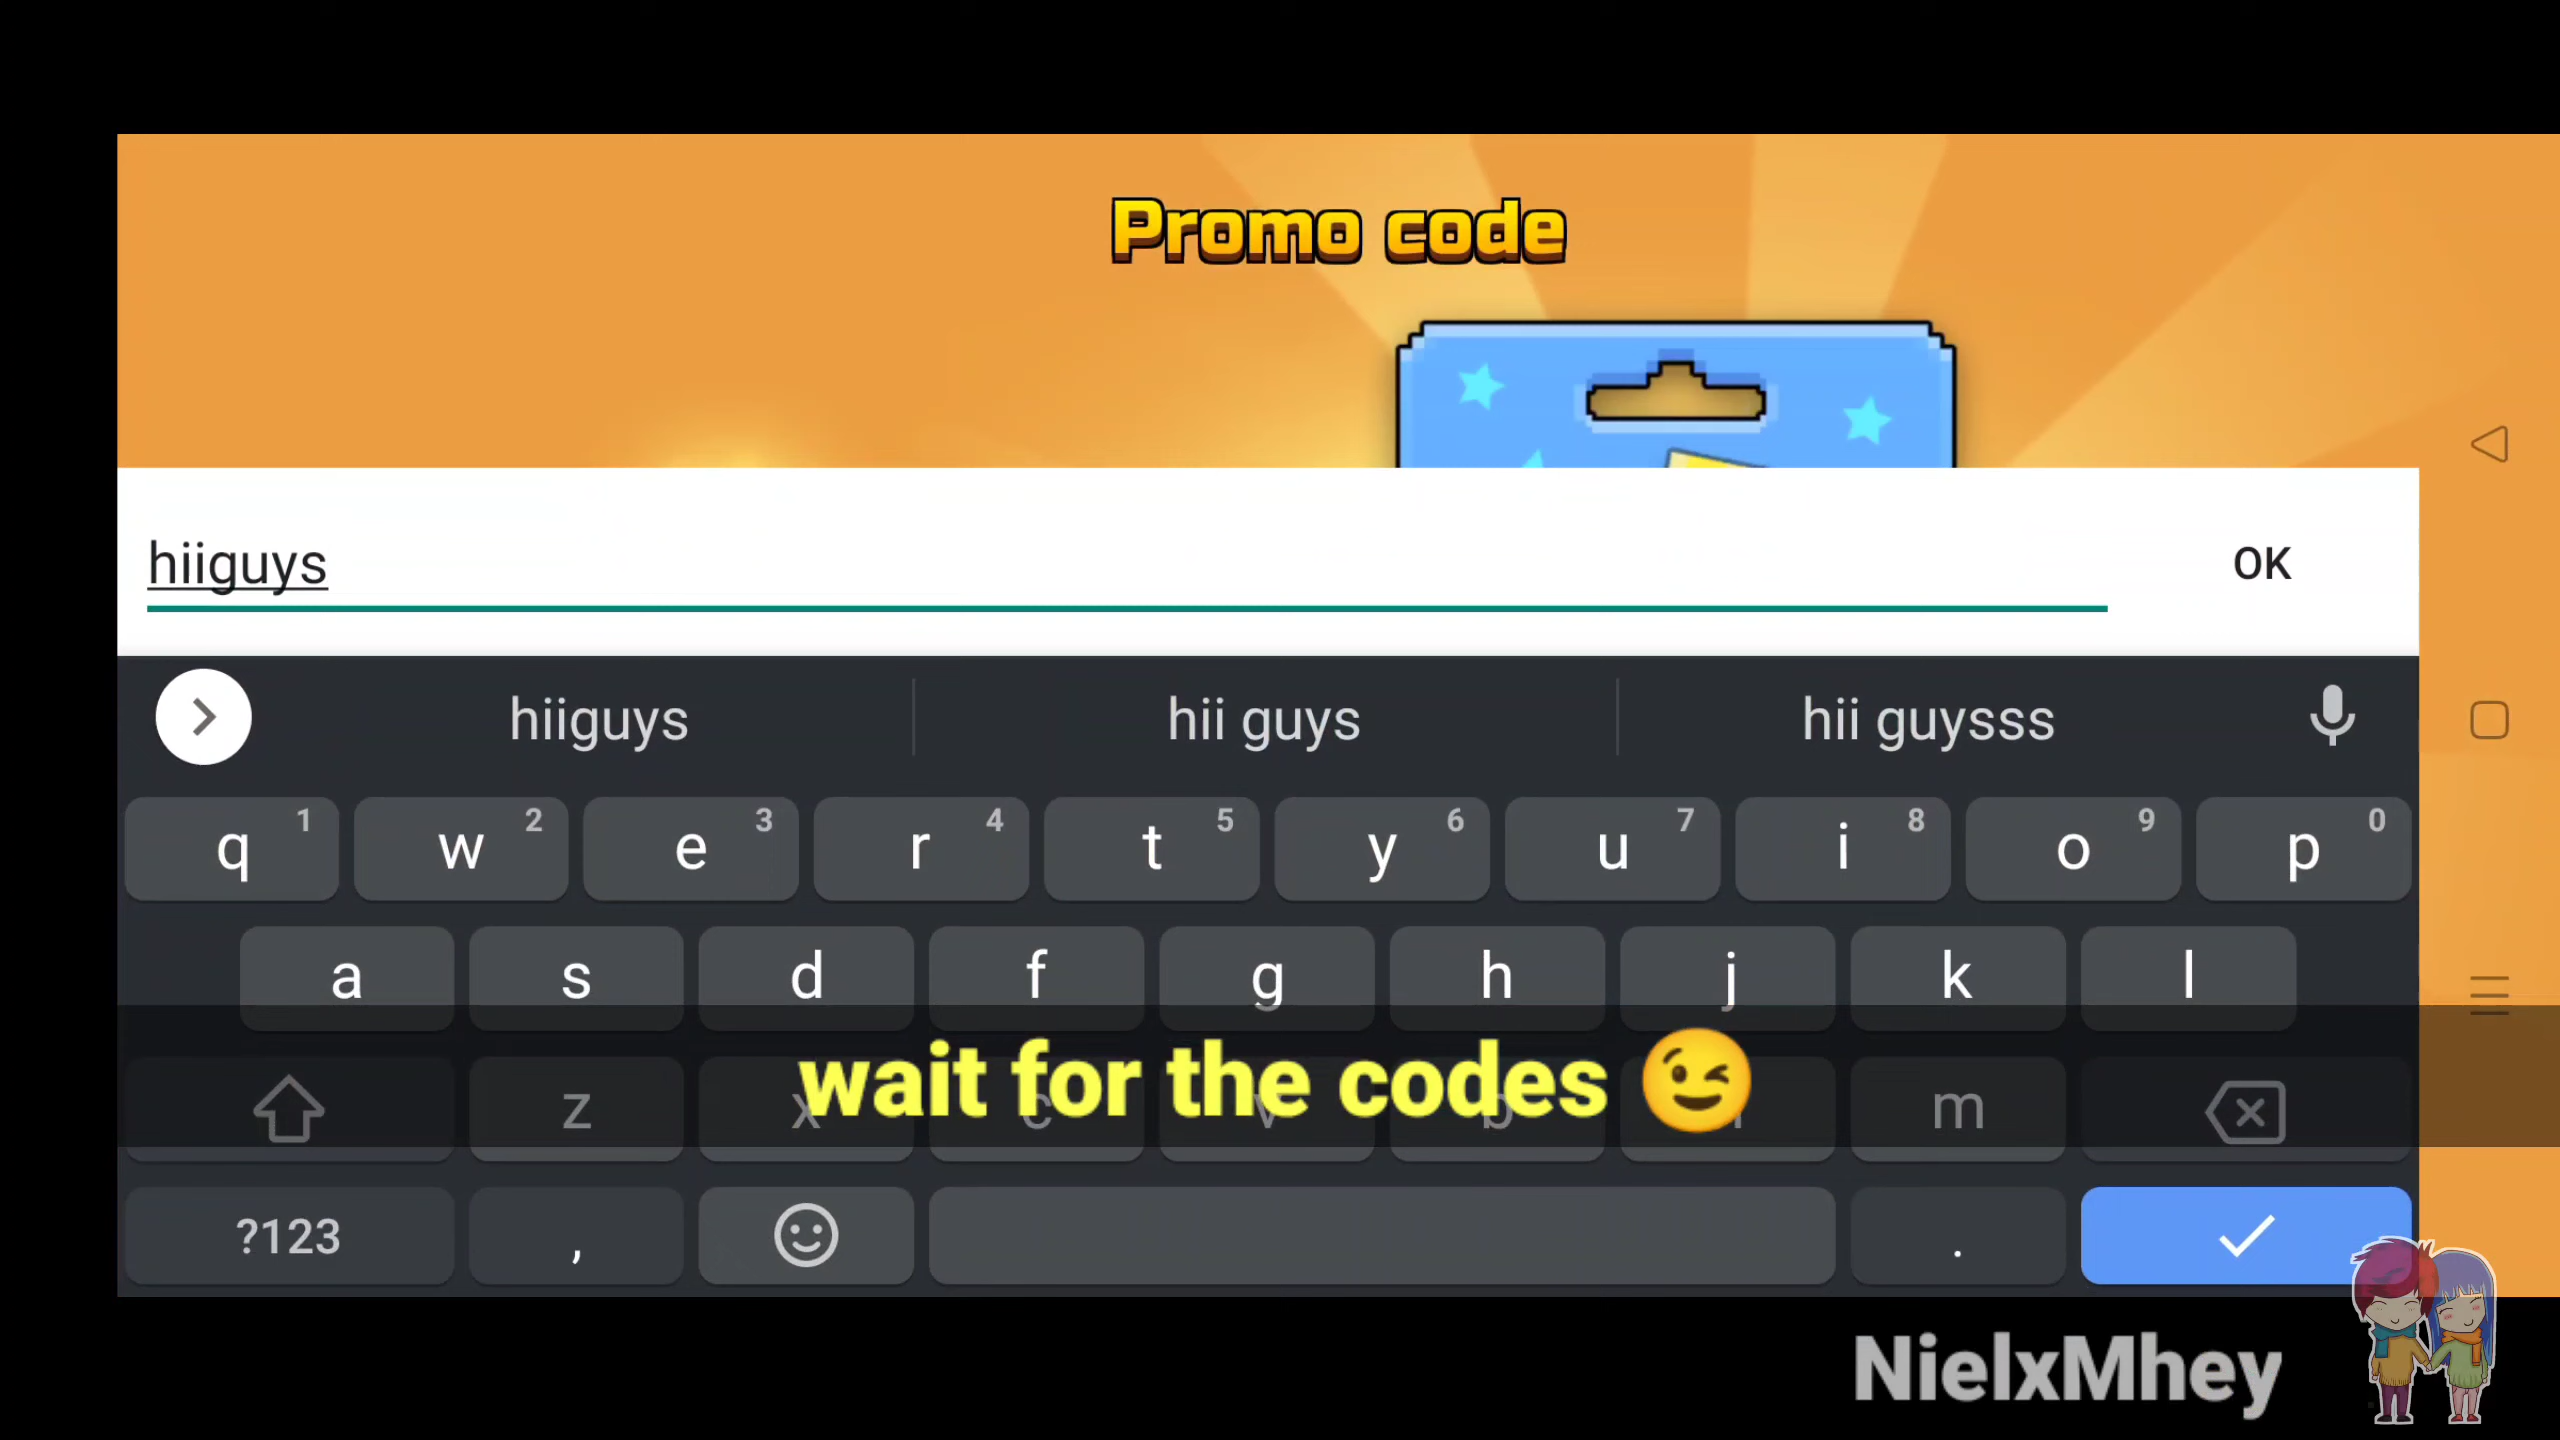 Promo code
hiiguys
OK
hiiguys hii guys hii guysss
q 1 w 2 e 3 r 4 t 5 y 6 u 7 i 8 o 9 p 0
a s d f g h j k l
wait for the codes 😉
z x c v b m
?123 , .
NielxMhey